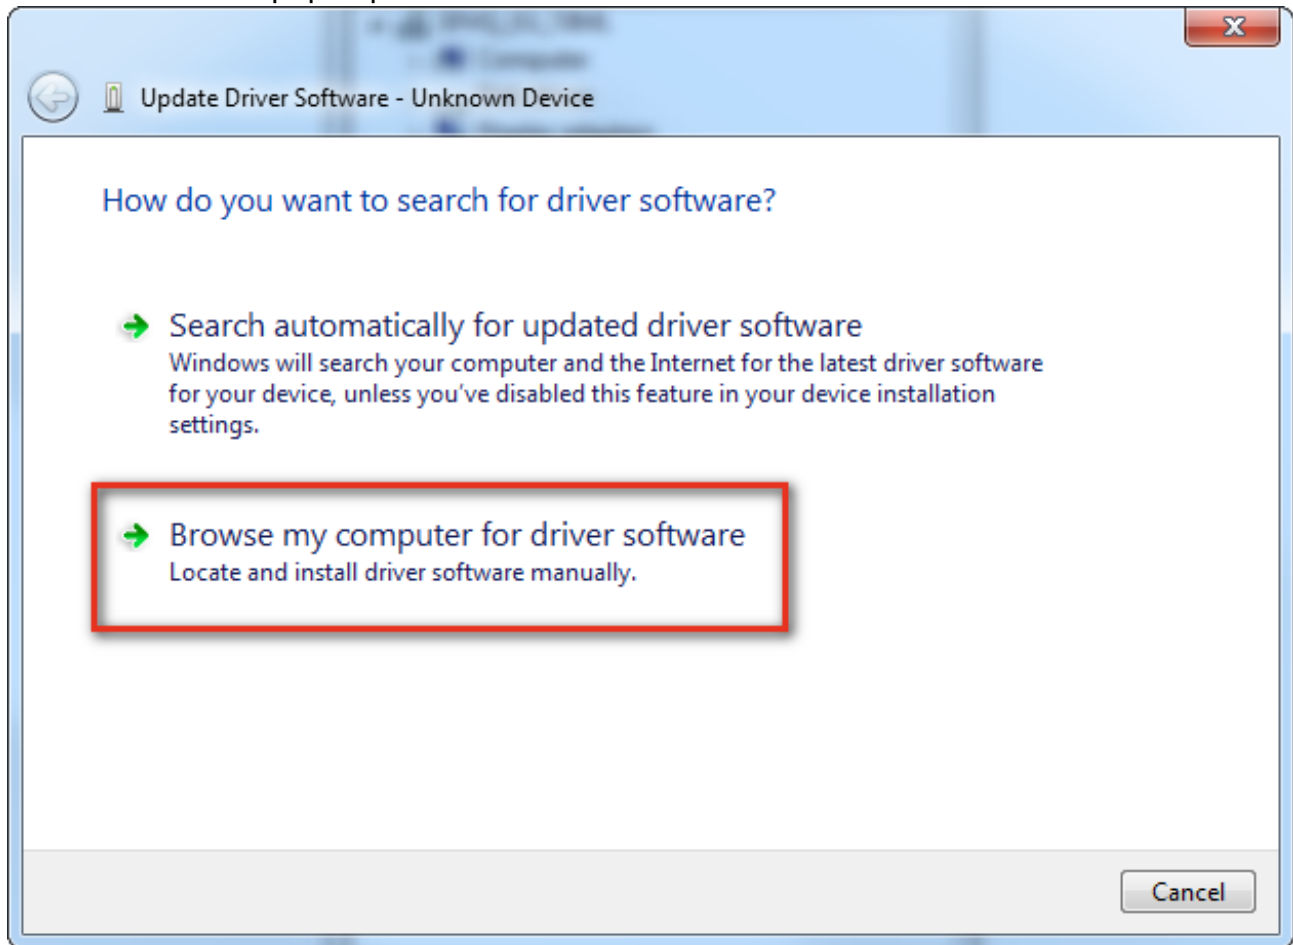 Update Driver Software - Unknown Device
How do you want to search for driver software?
Search automatically for updated driver software
Windows will search your computer and the Internet for the latest driver software
for your device, unless you've disabled this feature in your device installation
settings.
Browse my computer for driver software
Locate and install driver software manually.
Cancel